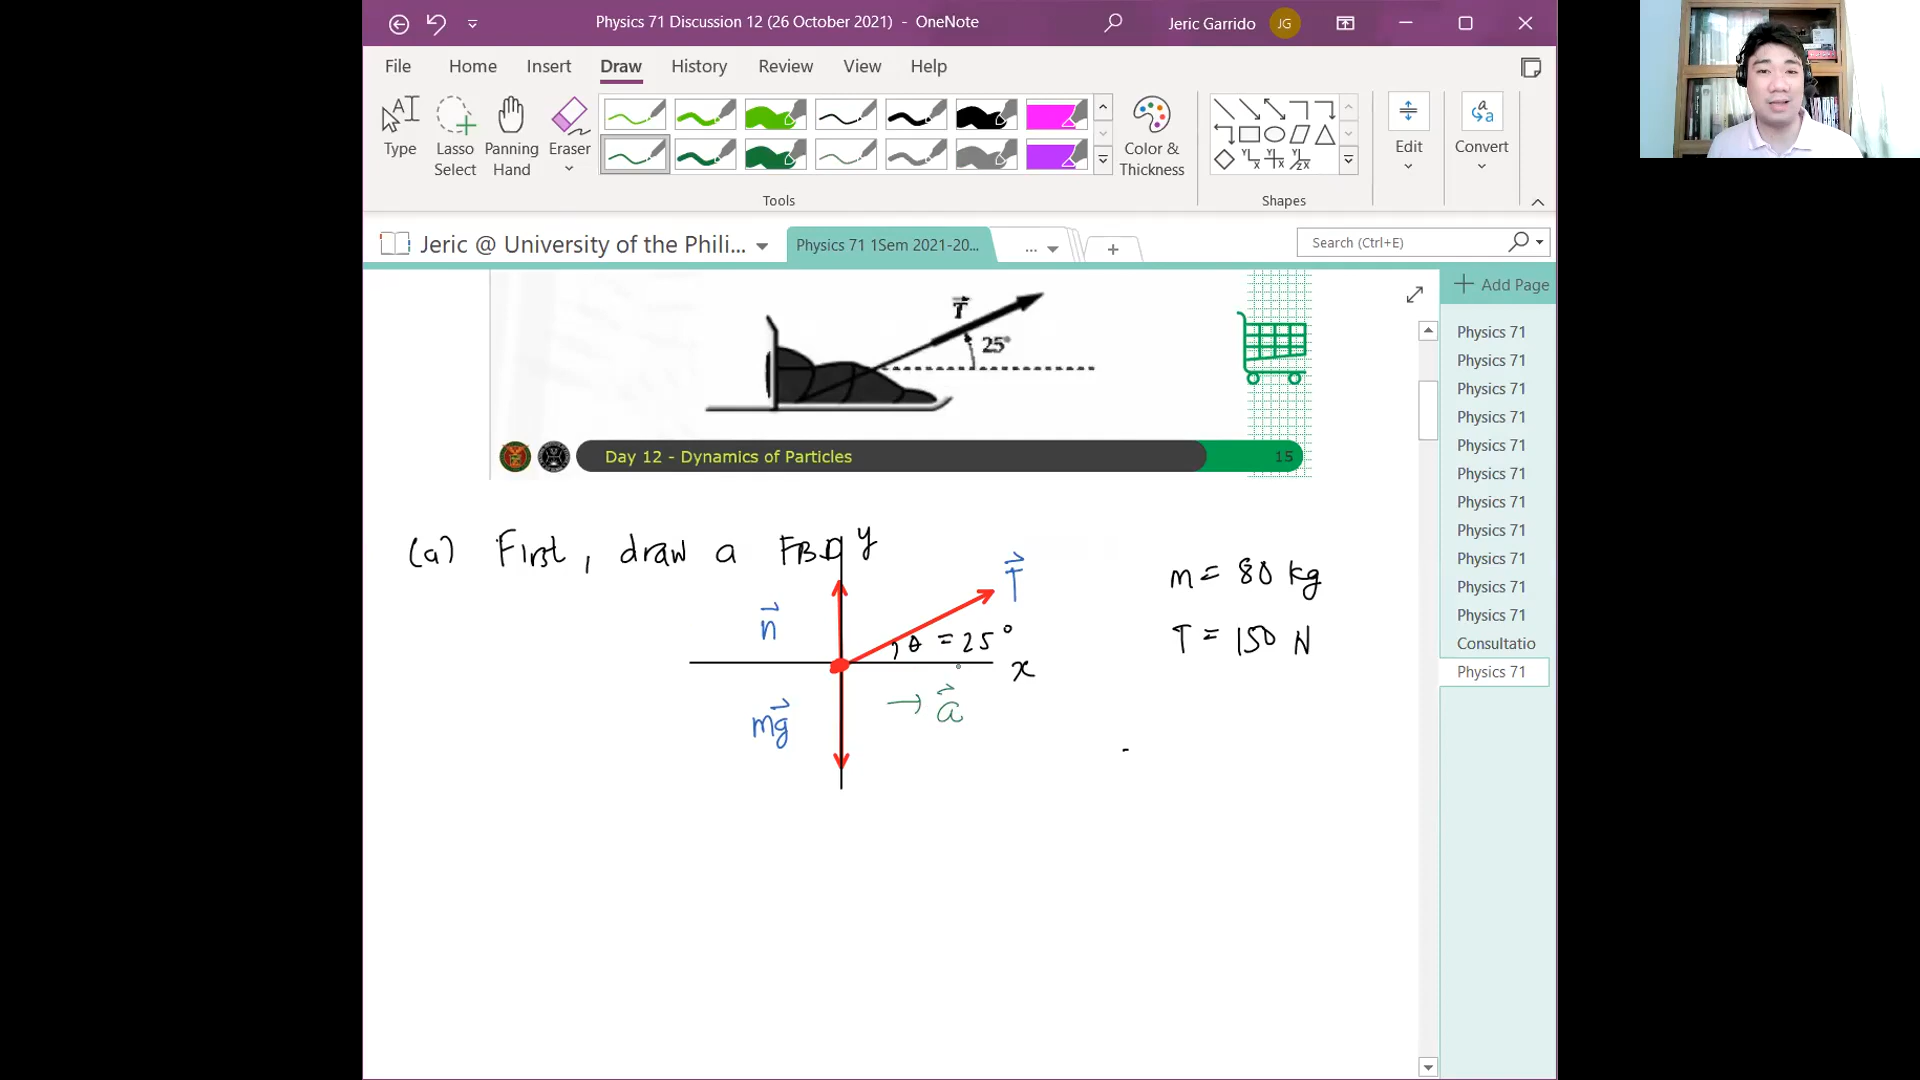 Physics 71 Discussion 12 (26 October 2021) - OneNote
Jeric Garrido
JG
File Home Insert Draw History Review View Help
Type
Lasso Select
Panning Hand
Eraser
Color & Thickness
Edit
Convert
Tools
Shapes
Jeric @ University of the Phili...
Physics 71 1Sem 2021-20...
...
Search (Ctrl+E)
Add Page
Physics 71
Physics 71
Physics 71
Physics 71
Physics 71
Physics 71
Physics 71
Physics 71
Physics 71
Physics 71
Physics 71
Consultatio
Physics 71
T⃗
25°
Day 12 - Dynamics of Particles
15
(a) First, draw a FBD
y
T⃗
n⃗
θ = 25°
x
mg⃗
→ a⃗
m = 80 kg
T = 150 N